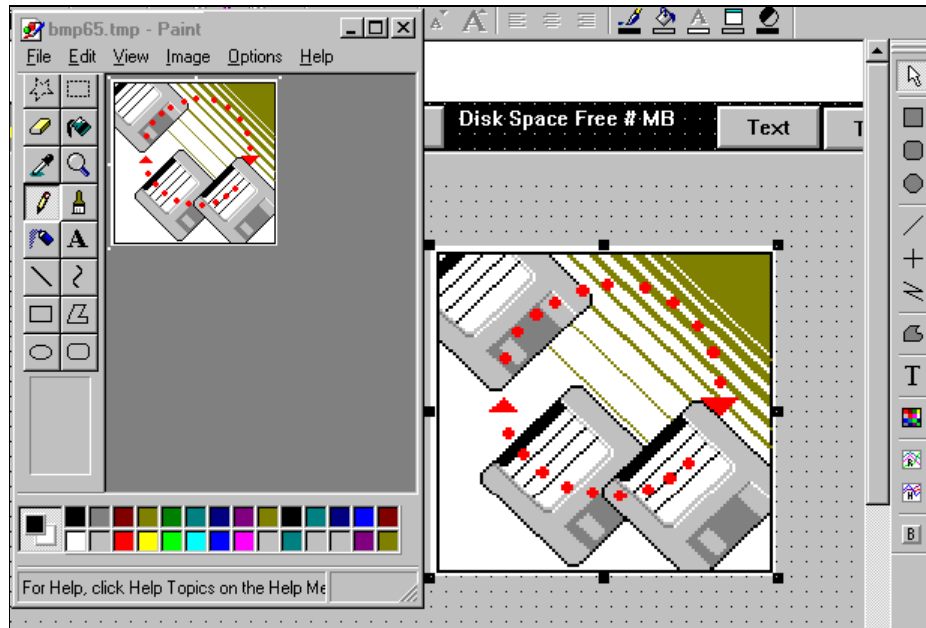 bmp65.tmp - Paint
File Edit View Image Options Help
Disk Space Free # MB
Text
T
A
T
R
H
B
For Help, click Help Topics on the Help Me